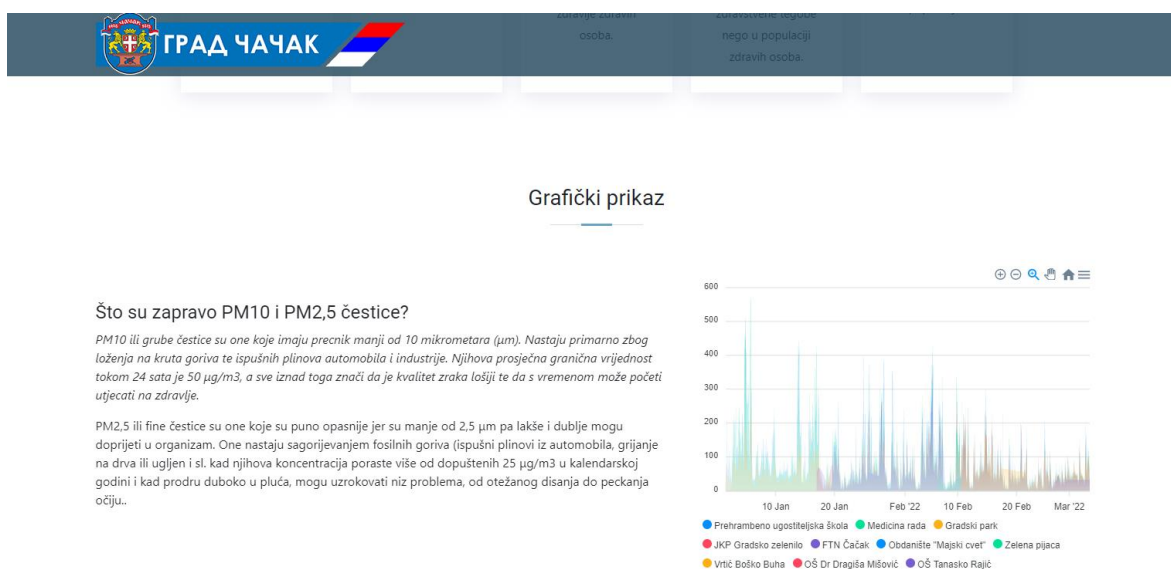 zdravlje zdravih
zdravstvene tegobe
osoba.
nego u populaciji
zdravih osoba.
ГРАД ЧАЧАК
Grafički prikaz
Što su zapravo PM10 i PM2,5 čestice?
PM10 ili grube čestice su one koje imaju precnik manji od 10 mikrometara (µm). Nastaju primarno zbog
loženja na kruta goriva te ispušnih plinova automobila i industrije. Njihova prosječna granična vrijednost
tokom 24 sata je 50 µg/m3, a sve iznad toga znači da je kvalitet zraka lošiji te da s vremenom može početi
utjecati na zdravlje.
PM2,5 ili fine čestice su one koje su puno opasnije jer su manje od 2,5 µm pa lakše i dublje mogu
doprijeti u organizam. One nastaju sagorijevanjem fosilnih goriva (ispušni plinovi iz automobila, grijanje
na drva ili ugljen i sl. kad njihova koncentracija poraste više od dopuštenih 25 µg/m3 u kalendarskoj
godini i kad prodru duboko u pluća, mogu uzrokovati niz problema, od otežanog disanja do peckanja
očiju..
600
500
400
300
200
100
0
10 Jan 20 Jan Feb '22 10 Feb 20 Feb Mar '22
Prehrambeno ugostiteljska škola Medicina rada Gradski park
JKP Gradsko zelenilo FTN Čačak Obdanište "Majski cvet" Zelena pijaca
Vrtić Boško Buha OŠ Dr Dragiša Mišović OŠ Tanasko Rajić